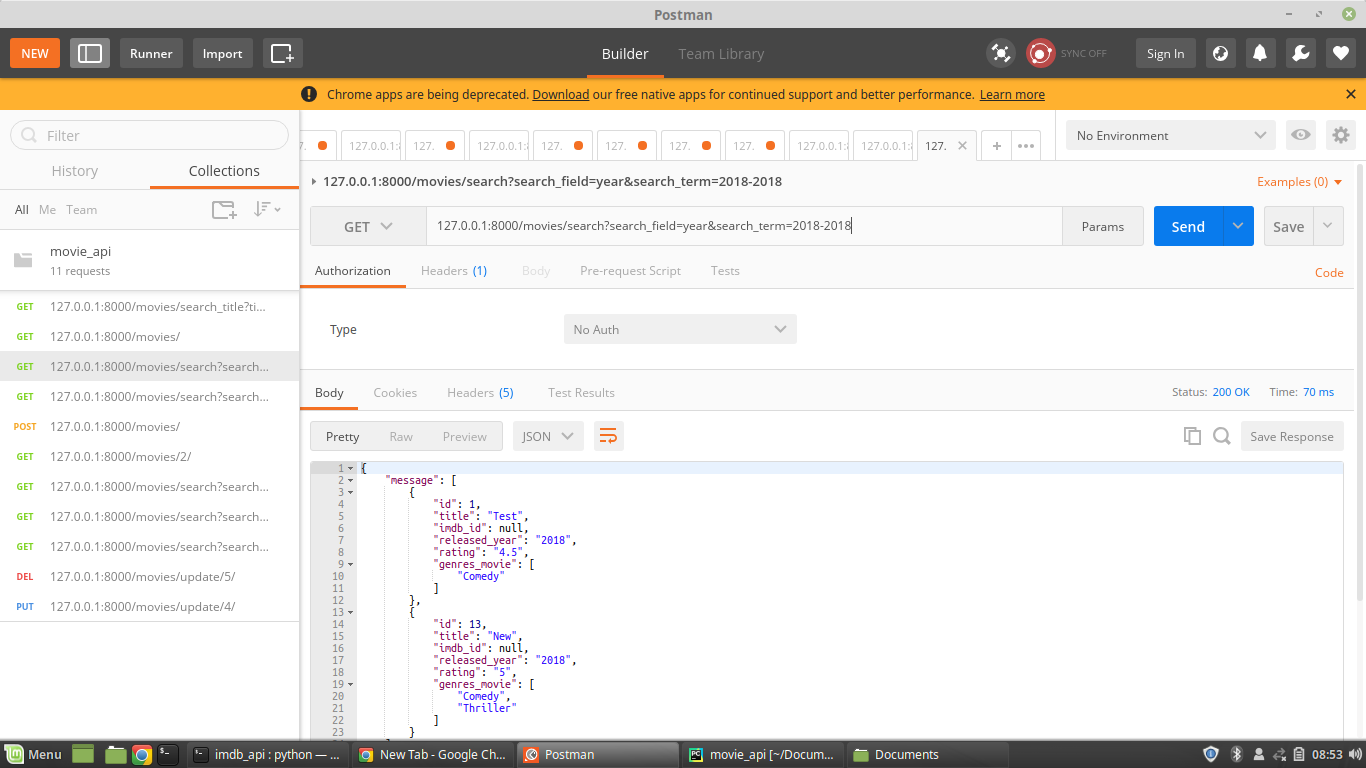 Postman
NEW Runner Import Builder Team Library SYNC OFF Sign In
Chrome apps are being deprecated. Download our free native apps for continued support and better performance. Learn more
Filter
History Collections
All Me Team
movie_api
11 requests
GET 127.0.0.1:8000/movies/search_title?ti...
GET 127.0.0.1:8000/movies/
GET 127.0.0.1:8000/movies/search?search...
GET 127.0.0.1:8000/movies/search?search...
POST 127.0.0.1:8000/movies/
GET 127.0.0.1:8000/movies/2/
GET 127.0.0.1:8000/movies/search?search...
GET 127.0.0.1:8000/movies/search?search...
GET 127.0.0.1:8000/movies/search?search...
DEL 127.0.0.1:8000/movies/update/5/
PUT 127.0.0.1:8000/movies/update/4/
127.0.0.1:8 127. 127.0.0.1:8 127. 127. 127. 127. 127.0.0.1:8 127.0.0.1:8 127. No Environment
127.0.0.1:8000/movies/search?search_field=year&search_term=2018-2018 Examples (0)
GET 127.0.0.1:8000/movies/search?search_field=year&search_term=2018-2018 Params Send Save
Authorization Headers (1) Body Pre-request Script Tests Code
Type No Auth
Body Cookies Headers (5) Test Results Status: 200 OK Time: 70 ms
Pretty Raw Preview JSON Save Response
1 {
2 "message": [
3 {
4 "id": 1,
5 "title": "Test",
6 "imdb_id": null,
7 "released_year": "2018",
8 "rating": "4.5",
9 "genres_movie": [
10 "Comedy"
11 ]
12 },
13 {
14 "id": 13,
15 "title": "New",
16 "imdb_id": null,
17 "released_year": "2018",
18 "rating": "5",
19 "genres_movie": [
20 "Comedy",
21 "Thriller"
22 ]
23 }
Menu imdb_api : python — ... New Tab - Google Ch... Postman movie_api [~/Docum... Documents 08:53